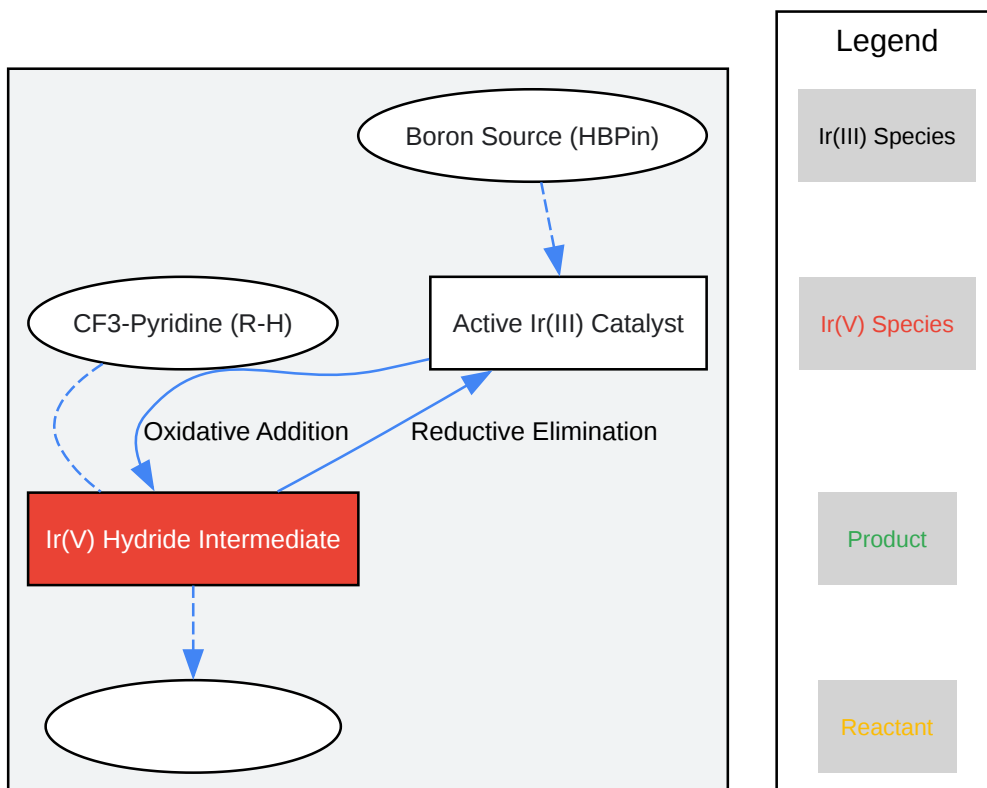 Boron Source (HBPin)
CF3-Pyridine (R-H)
Active Ir(III) Catalyst
Oxidative Addition
Reductive Elimination
Ir(V) Hydride Intermediate
Legend
Ir(III) Species
Ir(V) Species
Product
Reactant